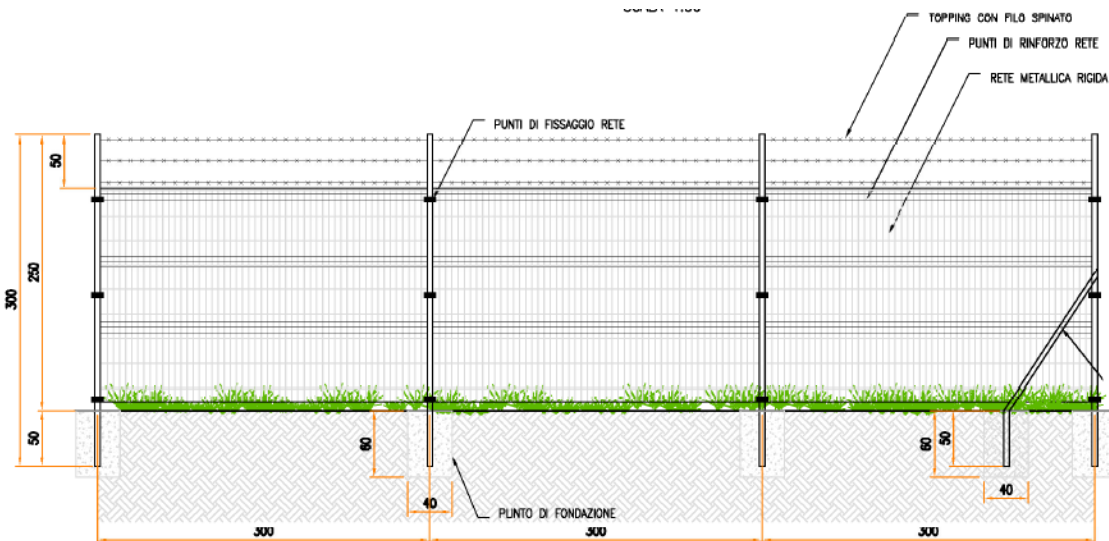 TOPPING CON FILO SPINATO
PUNTI DI RINFORZO RETE
RETE METALLICA RIGIDA
PUNTI DI FISSAGGIO RETE
50
250
300
50
60
40
60
50
40
PUNTO DI FONDAZIONE
300
300
300